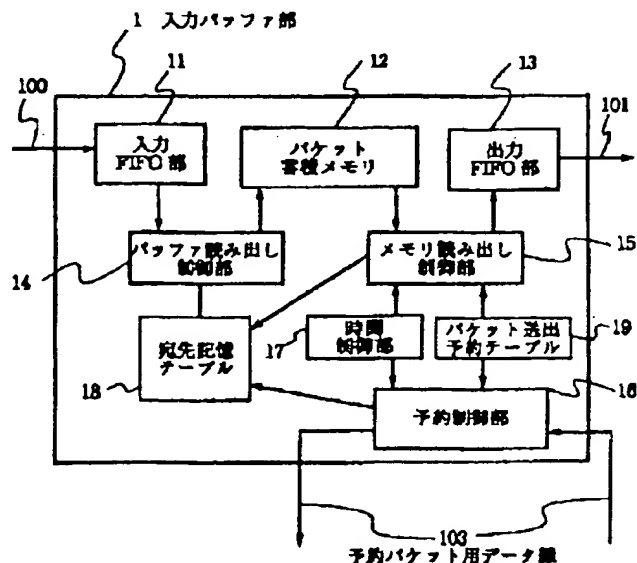 1 入力バッファ部
100
11
12
13
101
入力
FIFO部
パケット
蓄積メモリ
出力
FIFO部
14
バッファ読み出し
制御部
メモリ読み出し
制御部
15
18
宛先記憶
テーブル
17
時間
制御部
パケット送出
予約テーブル
19
予約制御部
16
103
予約パケット用データ線